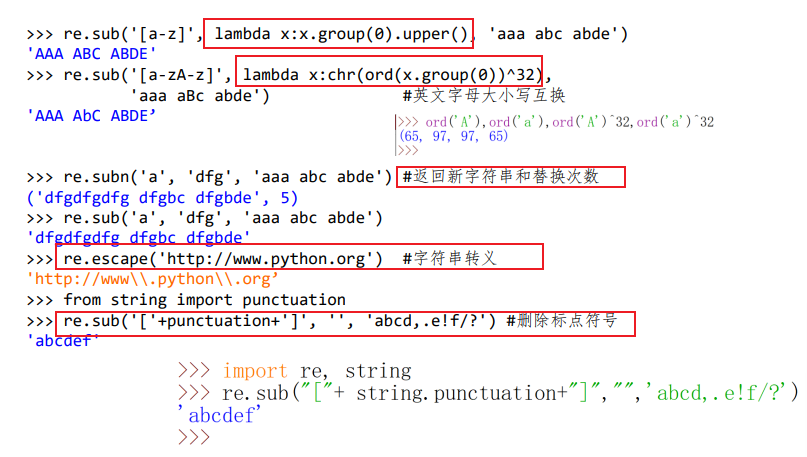 >>> re.sub('[a-z]', lambda x:x.group(0).upper(), 'aaa abc abde')
'AAA ABC ABDE'
>>> re.sub('[a-zA-z]', lambda x:chr(ord(x.group(0))^32),
'aaa aBc abde') #英文字母大小写互换
'AAA AbC ABDE’
>>> ord('A'),ord('a'),ord('A')^32,ord('a')^32
(65, 97, 97, 65)
>>>
>>> re.subn('a', 'dfg', 'aaa abc abde') #返回新字符串和替换次数
('dfgdfgdfg dfgbc dfgbde', 5)
>>> re.sub('a', 'dfg', 'aaa abc abde')
'dfgdfgdfg dfgbc dfgbde'
>>> re.escape('http://www.python.org') #字符串转义
'http://www\\.python\\.org’
>>> from string import punctuation
>>> re.sub('['+punctuation+']', '', 'abcd,.e!f/?') #删除标点符号
'abcdef'
>>> import re, string
>>> re.sub("["+ string.punctuation+"]","",'abcd,.e!f/?')
'abcdef'
>>>